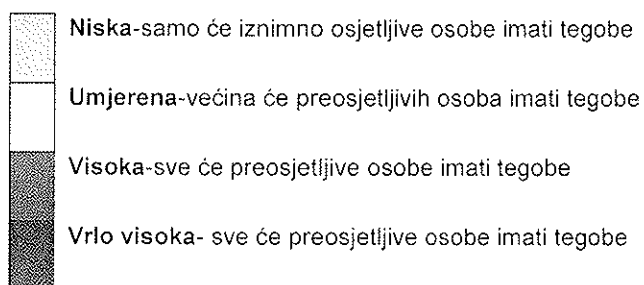 Niska-samo će iznimno osjetljive osobe imati tegobe
Umjerena-većina će preosjetljivih osoba imati tegobe
Visoka-sve će preosjetljive osobe imati tegobe
Vrlo visoka- sve će preosjetljive osobe imati tegobe